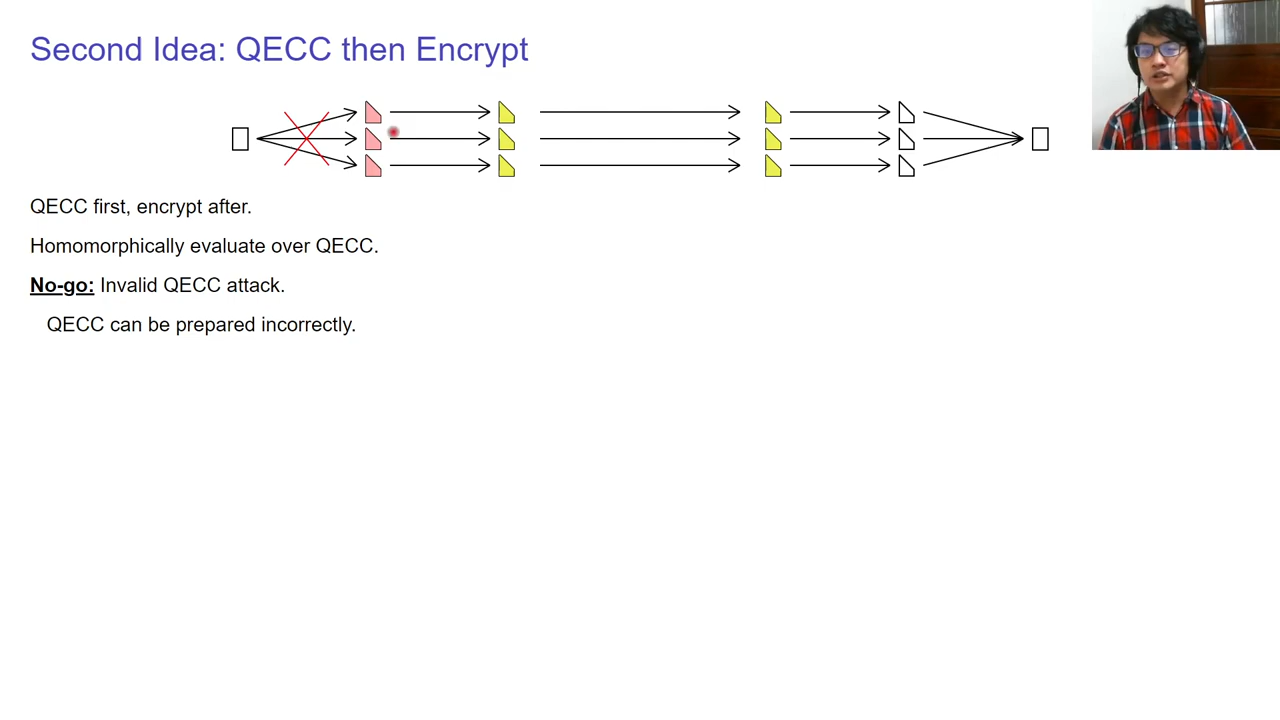 Second Idea: QECC then Encrypt
QECC first, encrypt after.
Homomorphically evaluate over QECC.
No-go: Invalid QECC attack.
QECC can be prepared incorrectly.